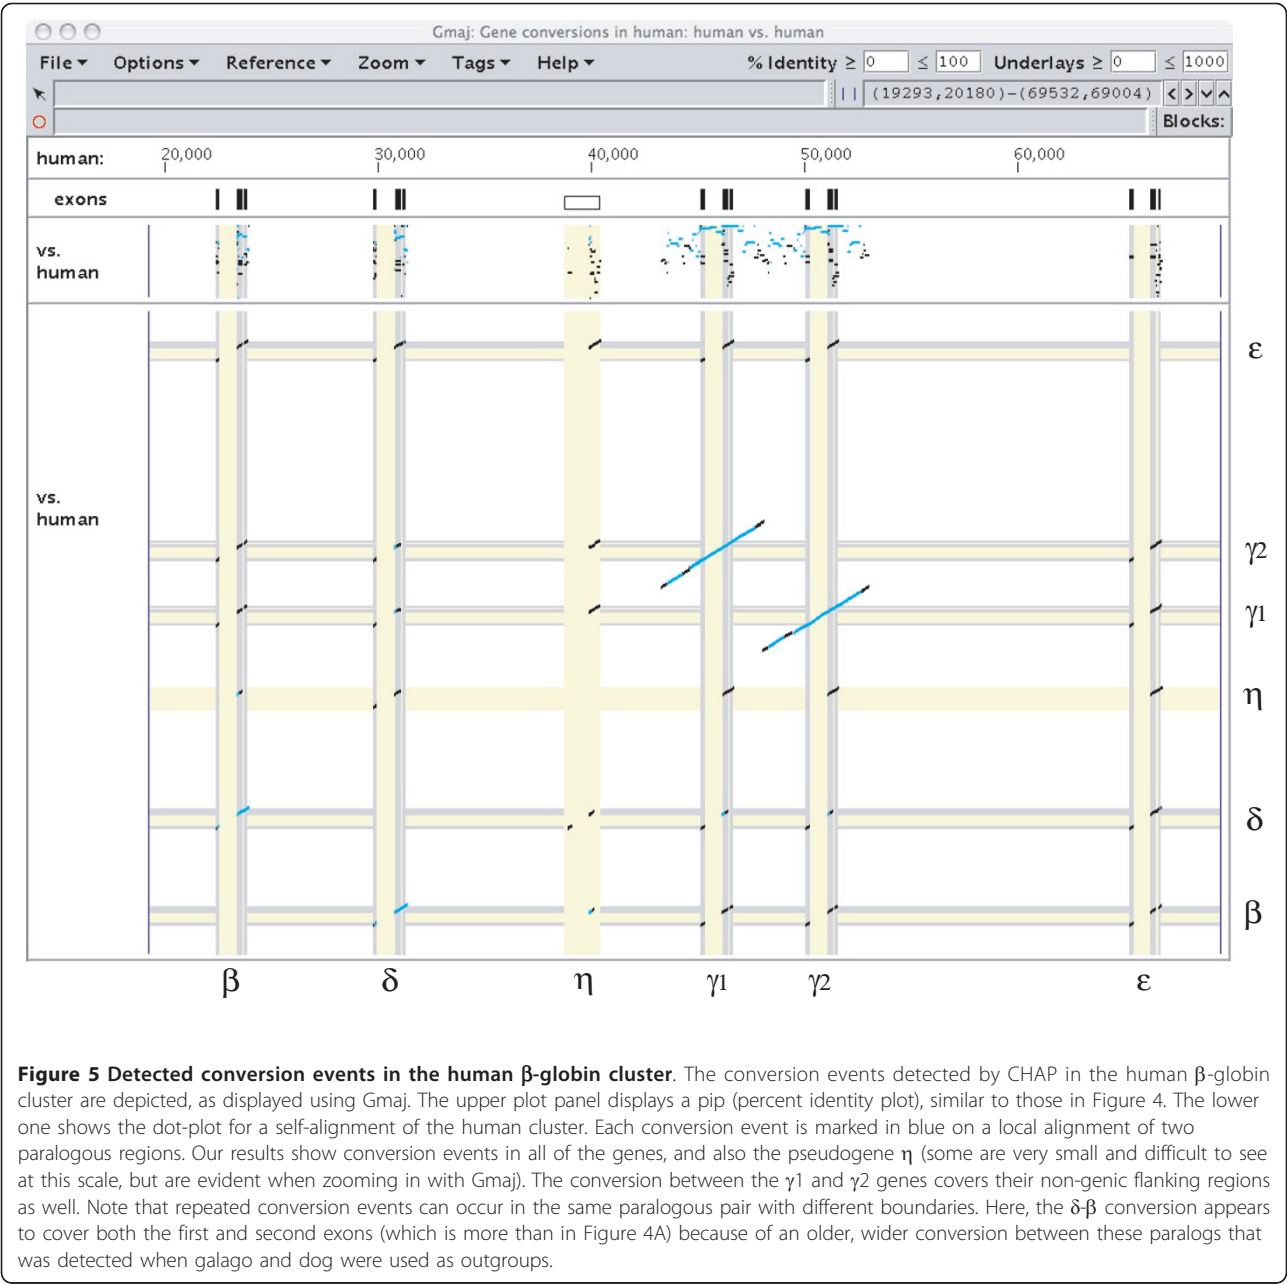 Gmaj: Gene conversions in human: human vs. human
File ▾ Options ▾ Reference ▾ Zoom ▾ Tags ▾ Help ▾ % Identity ≥ 0 ≤ 100 Underlays ≥ 0 ≤ 1000
(19293,20180)-(69532,69004) < >
Blocks:
human: 20,000 30,000 40,000 50,000 60,000
exons
vs.
human
ε
vs.
human
γ2
γ1
η
δ
β
β δ η γ1 γ2 ε
Figure 5 Detected conversion events in the human β-globin cluster. The conversion events detected by CHAP in the human β-globin
cluster are depicted, as displayed using Gmaj. The upper plot panel displays a pip (percent identity plot), similar to those in Figure 4. The lower
one shows the dot-plot for a self-alignment of the human cluster. Each conversion event is marked in blue on a local alignment of two
paralogous regions. Our results show conversion events in all of the genes, and also the pseudogene η (some are very small and difficult to see
at this scale, but are evident when zooming in with Gmaj). The conversion between the γ1 and γ2 genes covers their non-genic flanking regions
as well. Note that repeated conversion events can occur in the same paralogous pair with different boundaries. Here, the δ-β conversion appears
to cover both the first and second exons (which is more than in Figure 4A) because of an older, wider conversion between these paralogs that
was detected when galago and dog were used as outgroups.